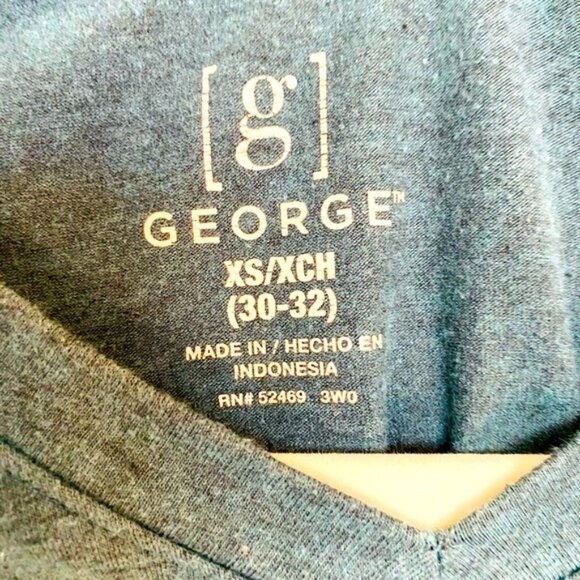 [g]
GEORGE™
XS/XCH
(30-32)
MADE IN / HECHO EN
INDONESIA
RN# 52469 3W0